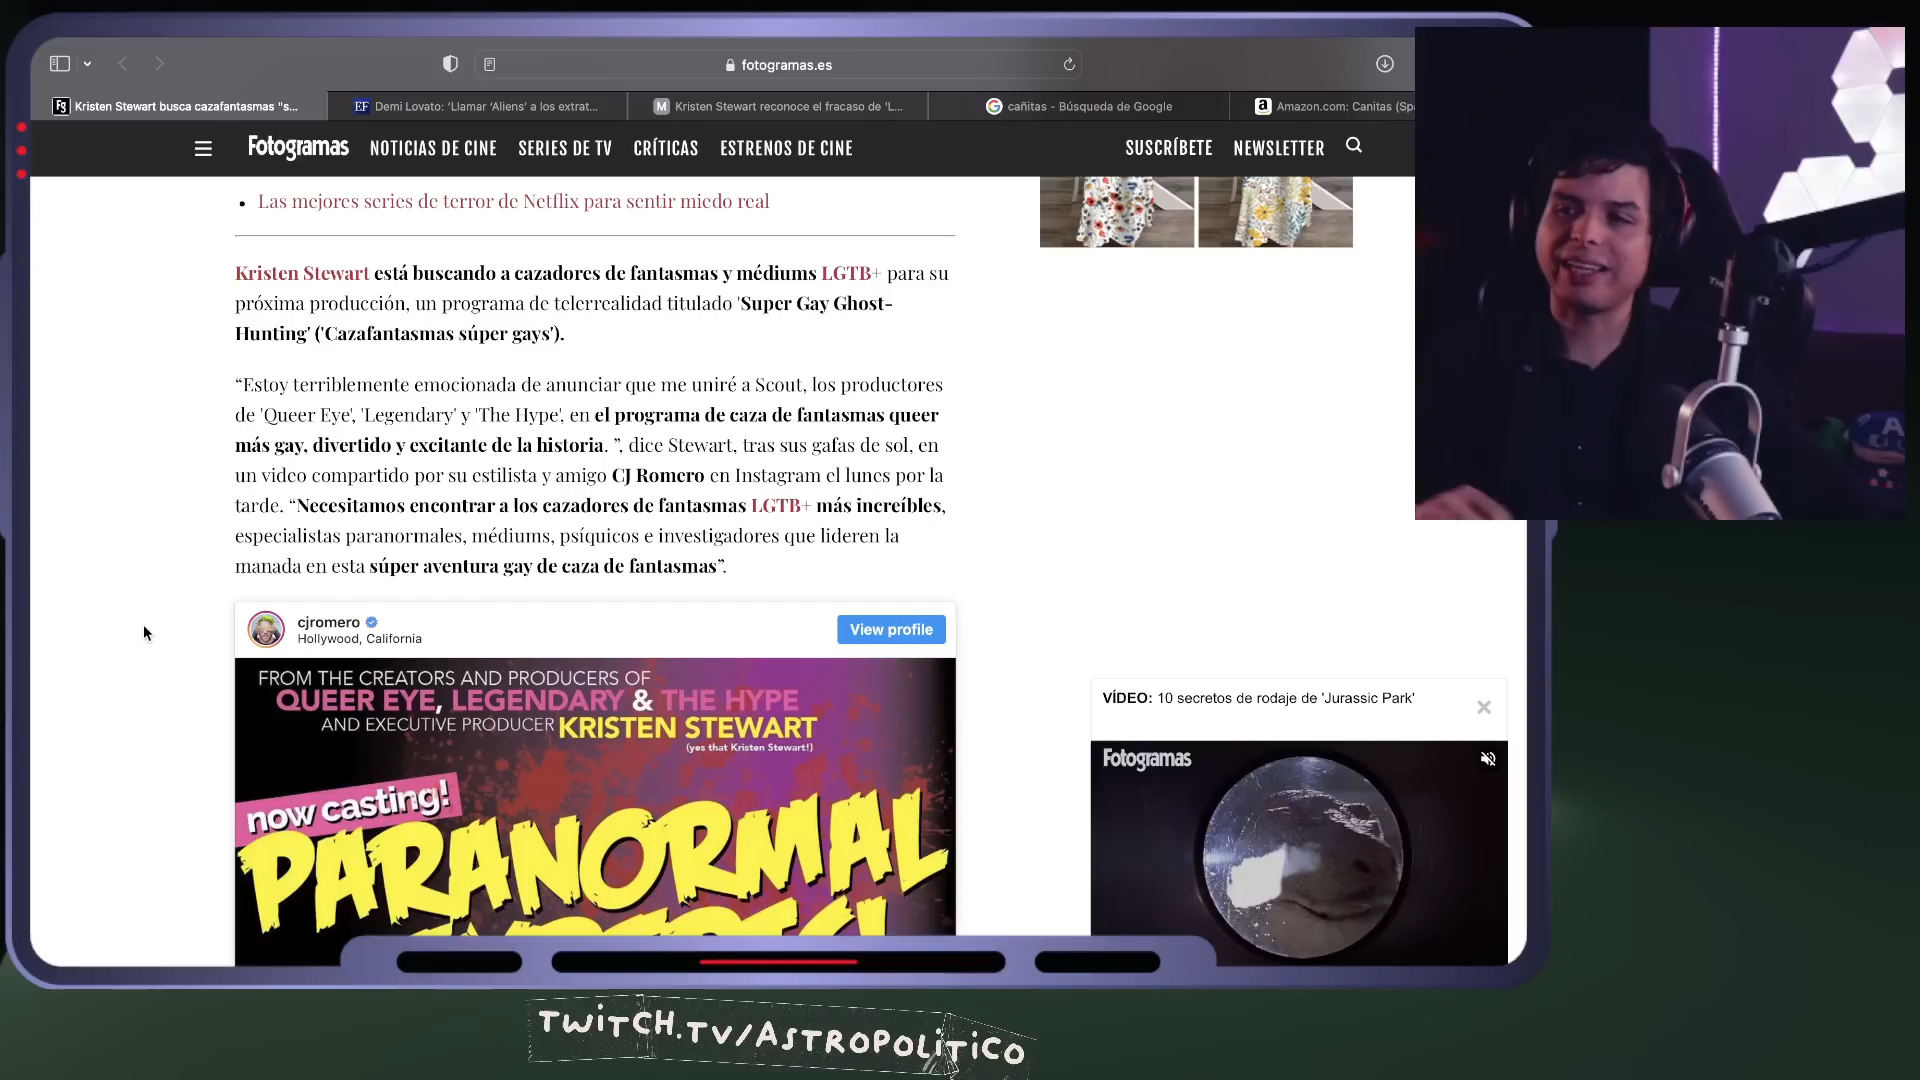 fotogramas.es
Fg Kristen Stewart busca cazafantasmas "s...
EF Demi Lovato: 'Llamar 'Aliens' a los extrat...
M Kristen Stewart reconoce el fracaso de 'L...
G cañitas - Búsqueda de Google
a Amazon.com: Canitas (Spa
Fotogramas NOTICIAS DE CINE SERIES DE TV CRÍTICAS ESTRENOS DE CINE SUSCRÍBETE NEWSLETTER
Las mejores series de terror de Netflix para sentir miedo real
Kristen Stewart está buscando a cazadores de fantasmas y médiums LGTB+ para su
próxima producción, un programa de telerrealidad titulado 'Super Gay Ghost-
Hunting' ('Cazafantasmas súper gays').
“Estoy terriblemente emocionada de anunciar que me uniré a Scout, los productores
de 'Queer Eye', 'Legendary' y 'The Hype', en el programa de caza de fantasmas queer
más gay, divertido y excitante de la historia. ”, dice Stewart, tras sus gafas de sol, en
un video compartido por su estilista y amigo CJ Romero en Instagram el lunes por la
tarde. “Necesitamos encontrar a los cazadores de fantasmas LGTB+ más increíbles,
especialistas paranormales, médiums, psíquicos e investigadores que lideren la
manada en esta súper aventura gay de caza de fantasmas”.
cjromero
Hollywood, California
View profile
FROM THE CREATORS AND PRODUCERS OF
QUEER EYE, LEGENDARY & THE HYPE
AND EXECUTIVE PRODUCER KRISTEN STEWART
(yes that Kristen Stewart!)
now casting!
PARANORMAL
VÍDEO: 10 secretos de rodaje de 'Jurassic Park'
Fotogramas
TWITCH.TV/ASTROPOLITICO